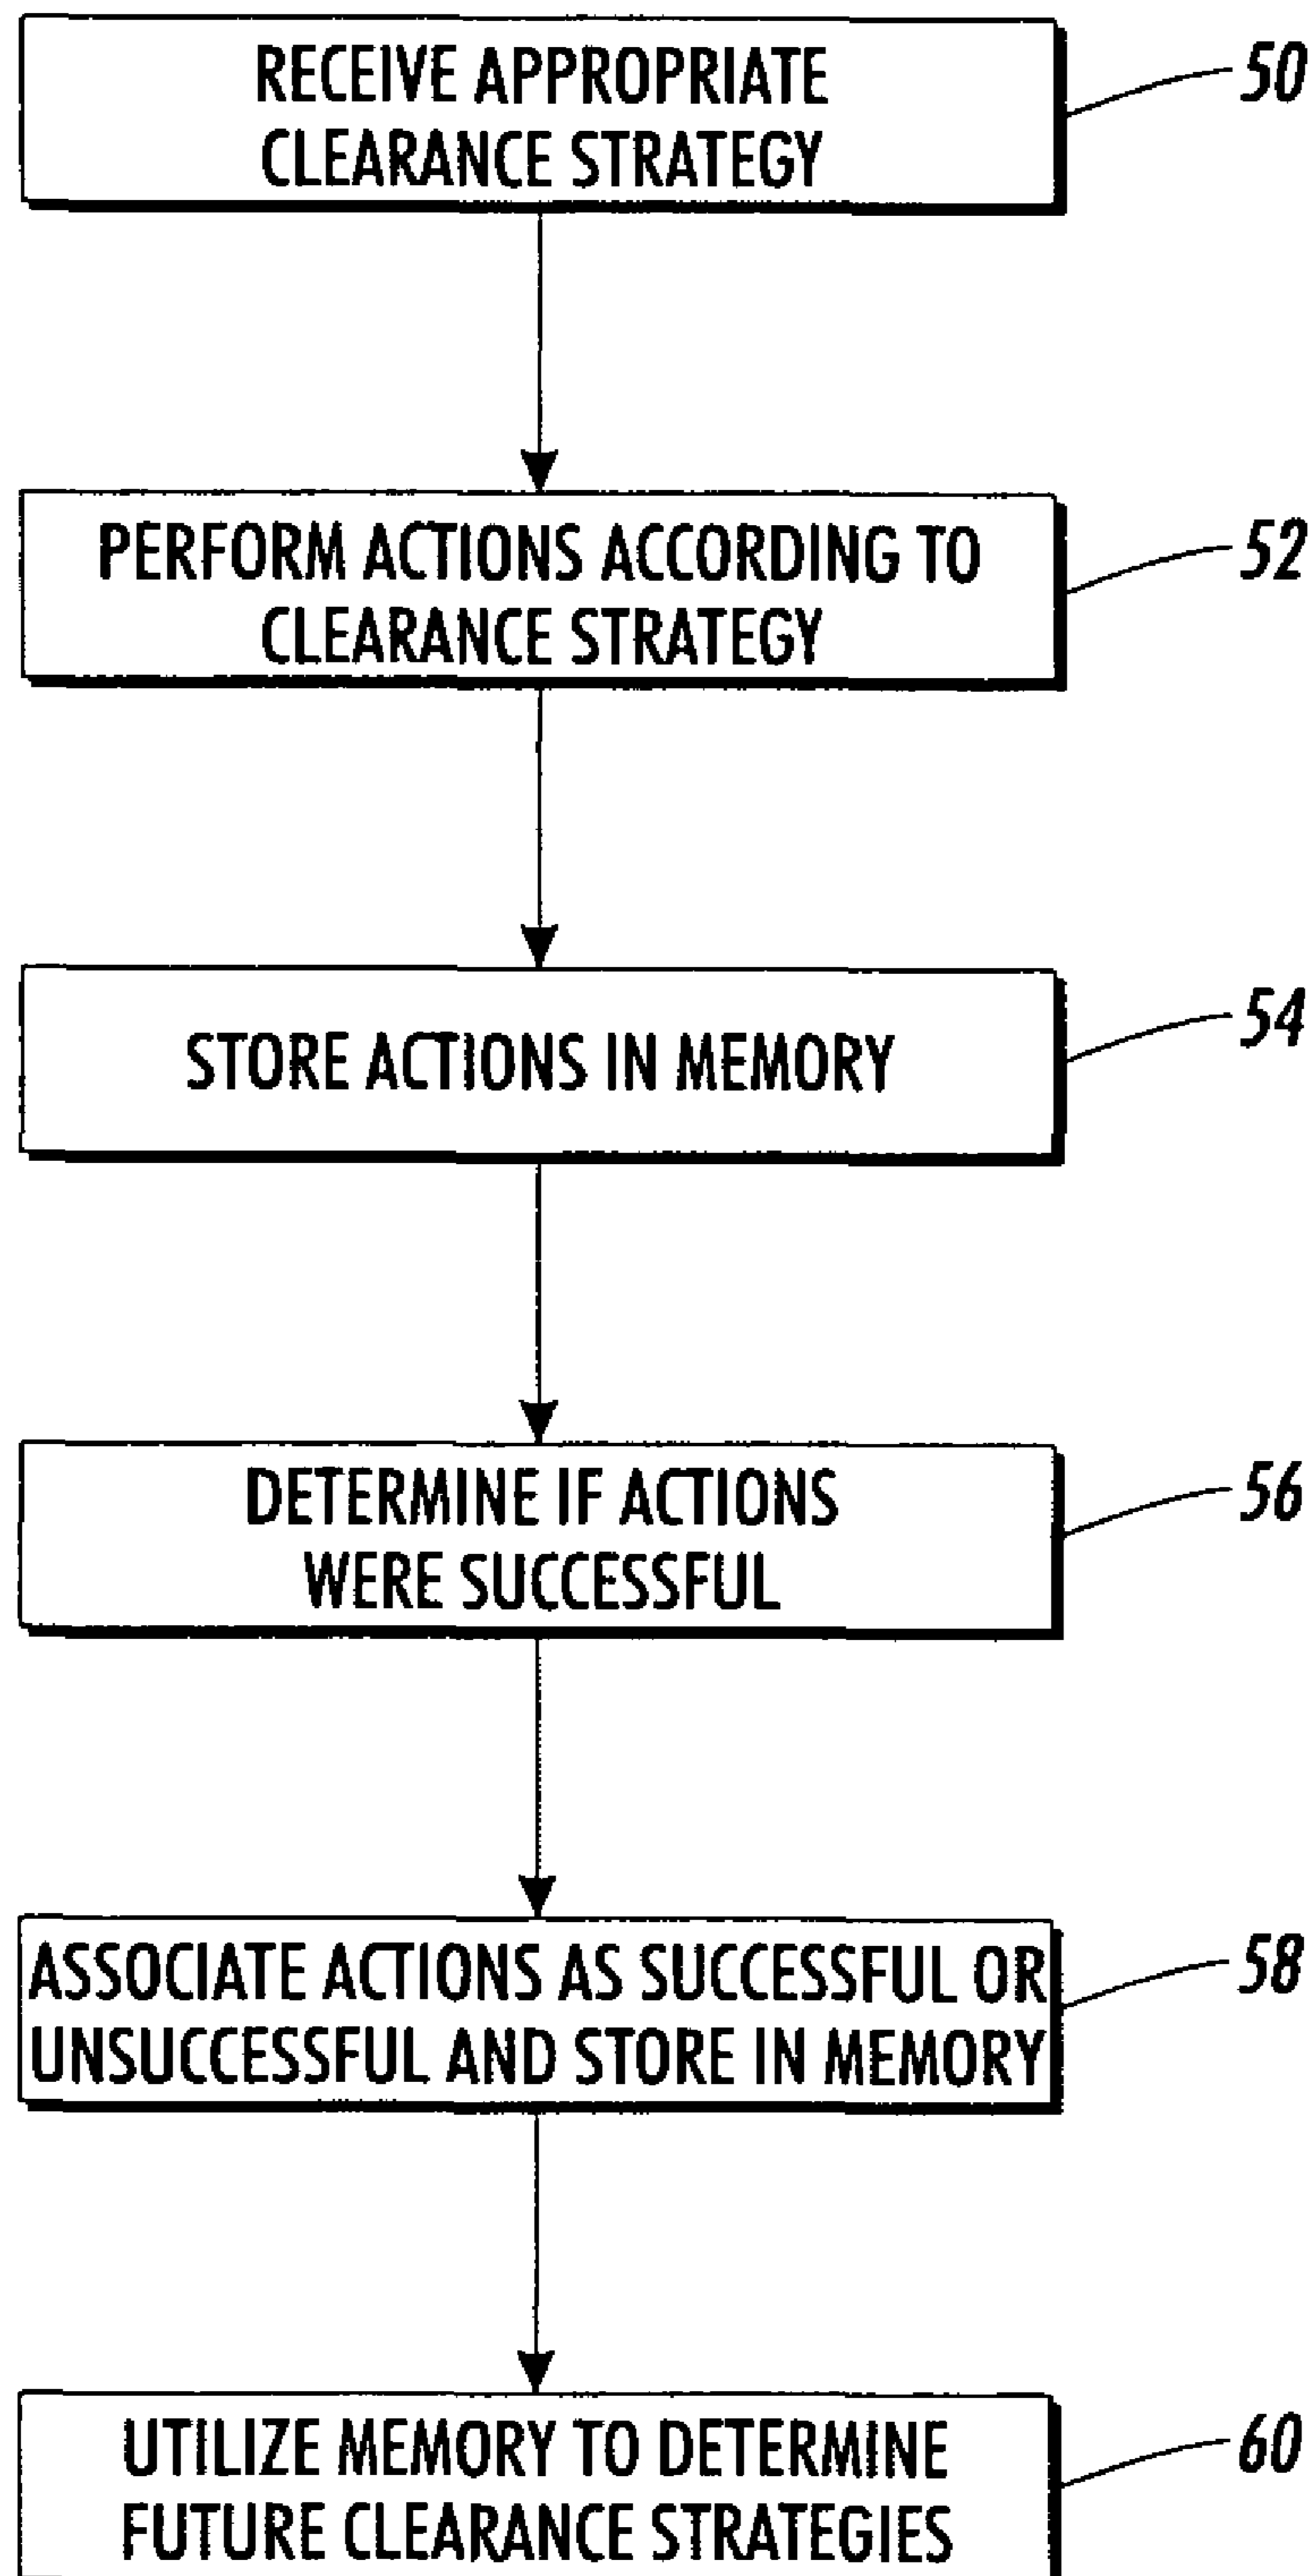 RECEIVE APPROPRIATE
CLEARANCE STRATEGY
50
PERFORM ACTIONS ACCORDING TO
CLEARANCE STRATEGY
52
STORE ACTIONS IN MEMORY
54
DETERMINE IF ACTIONS
WERE SUCCESSFUL
56
ASSOCIATE ACTIONS AS SUCCESSFUL OR
UNSUCCESSFUL AND STORE IN MEMORY
58
UTILIZE MEMORY TO DETERMINE
FUTURE CLEARANCE STRATEGIES
60